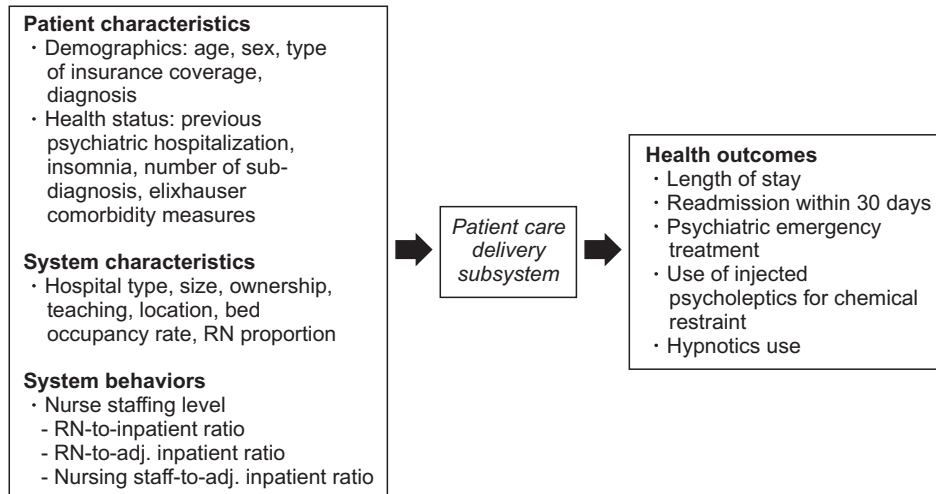 Patient characteristics
· Demographics: age, sex, type
of insurance coverage,
diagnosis
· Health status: previous
psychiatric hospitalization,
insomnia, number of sub-
diagnosis, elixhauser
comorbidity measures
System characteristics
· Hospital type, size, ownership,
teaching, location, bed
occupancy rate, RN proportion
System behaviors
· Nurse staffing level
- RN-to-inpatient ratio
- RN-to-adj. inpatient ratio
- Nursing staff-to-adj. inpatient ratio
Patient care
delivery
subsystem
Health outcomes
· Length of stay
· Readmission within 30 days
· Psychiatric emergency
treatment
· Use of injected
psycholeptics for chemical
restraint
· Hypnotics use